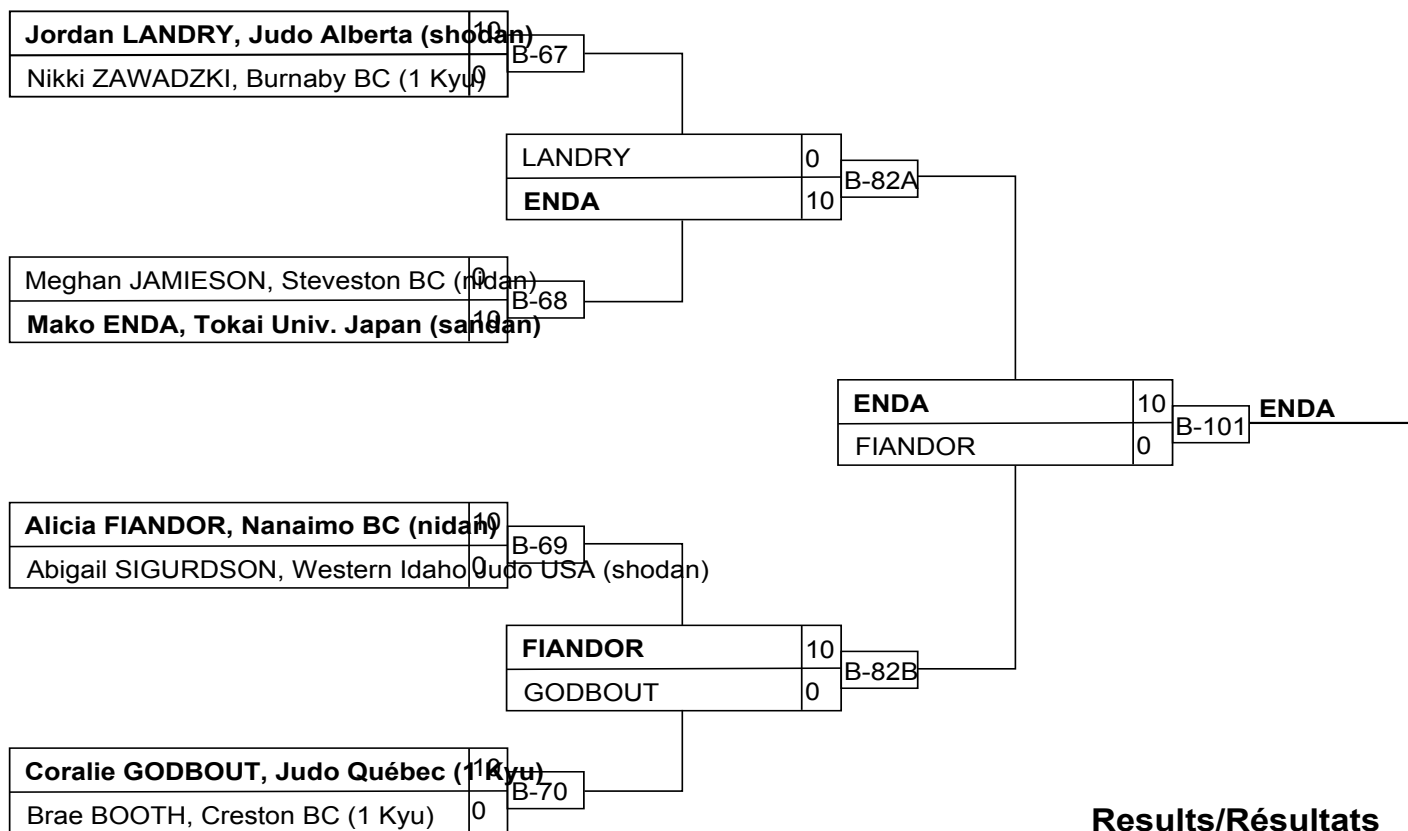 Jordan LANDRY, Judo Alberta (shodan) 10
B-67
Nikki ZAWADZKI, Burnaby BC (1 Kyu) 0
LANDRY 0
B-82A
ENDA 10
Meghan JAMIESON, Steveston BC (nidan) 0
B-68
Mako ENDA, Tokai Univ. Japan (sandan) 10
ENDA 10
B-101 ENDA
FIANDOR 0
Alicia FIANDOR, Nanaimo BC (nidan) 10
B-69
Abigail SIGURDSON, Western Idaho Judo USA (shodan) 0
FIANDOR 10
B-82B
GODBOUT 0
Coralie GODBOUT, Judo Québec (1 Kyu) 10
B-70
Brae BOOTH, Creston BC (1 Kyu) 0
Results/Résultats